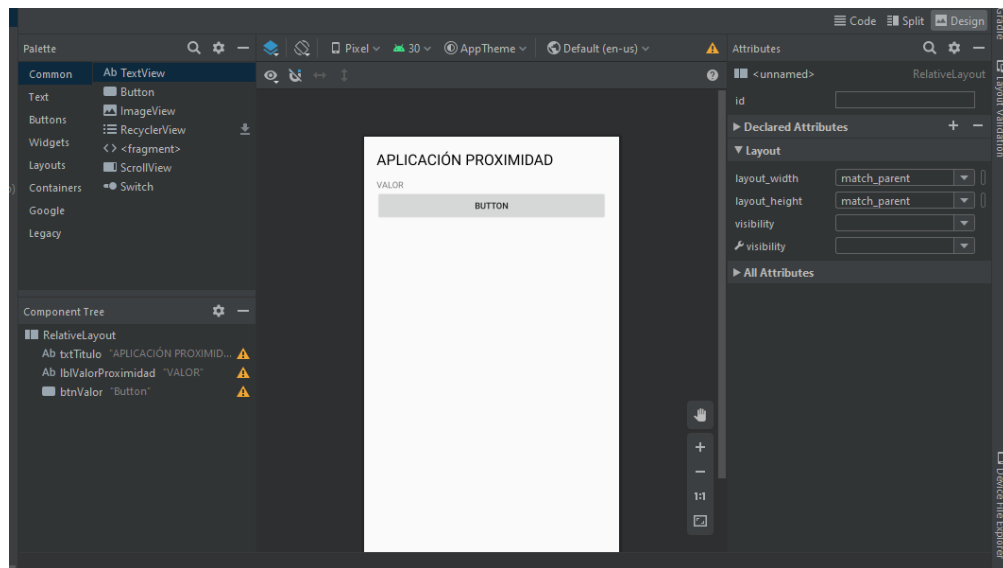 Code Split Design
Palette
Pixel 30 AppTheme Default (en-us)
Attributes
Common
Text
Buttons
Widgets
Layouts
Containers
Google
Legacy
Ab TextView
Button
ImageView
RecyclerView
<> <fragment>
ScrollView
Switch
<unnamed> RelativeLayout
id
Declared Attributes
Layout
layout_width match_parent
layout_height match_parent
visibility
visibility
All Attributes
APLICACIÓN PROXIMIDAD
VALOR
BUTTON
Component Tree
RelativeLayout
Ab txtTitulo "APLICACIÓN PROXIMID...
Ab lblValorProximidad "VALOR"
btnValor "Button"
1:1
Gradle
Layout Validation
Device File Explorer